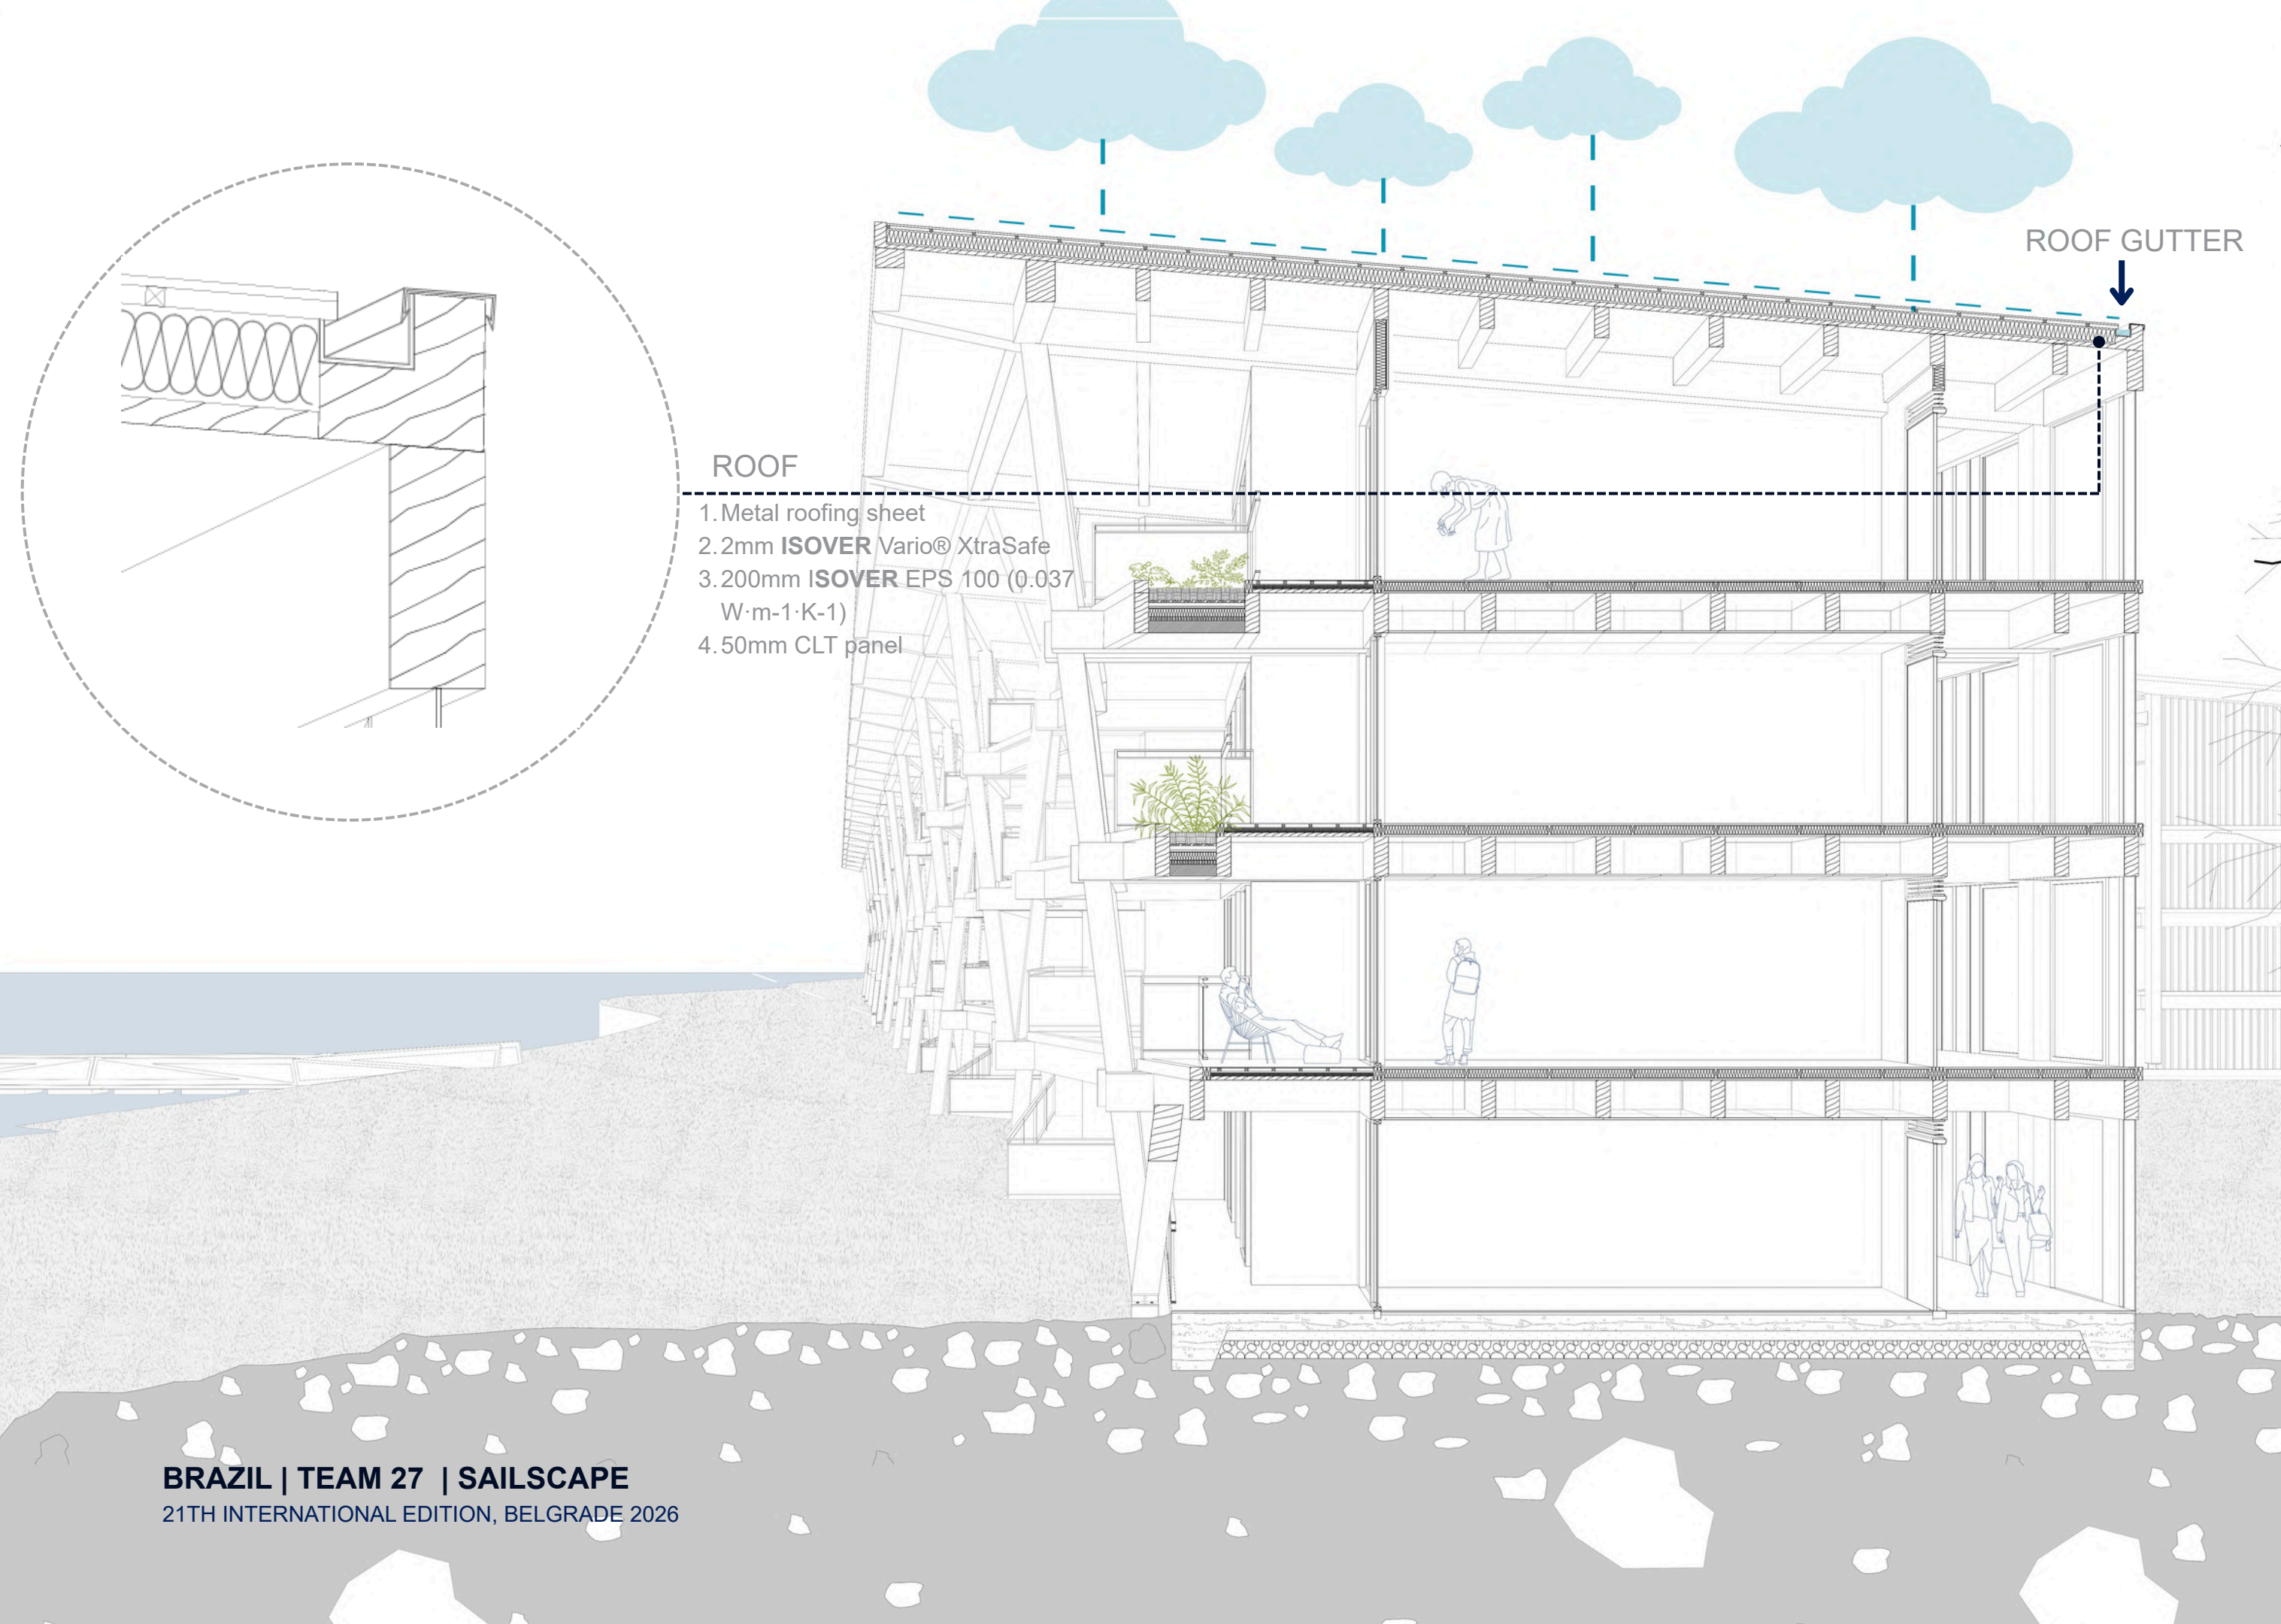 ROOF GUTTER
ROOF
1. Metal roofing sheet
2. 2mm ISOVER Vario® XtraSafe
3. 200mm ISOVER EPS 100 (0.037
W·m-1·K-1)
4. 50mm CLT panel
BRAZIL | TEAM 27 | SAILSCAPE
21TH INTERNATIONAL EDITION, BELGRADE 2026